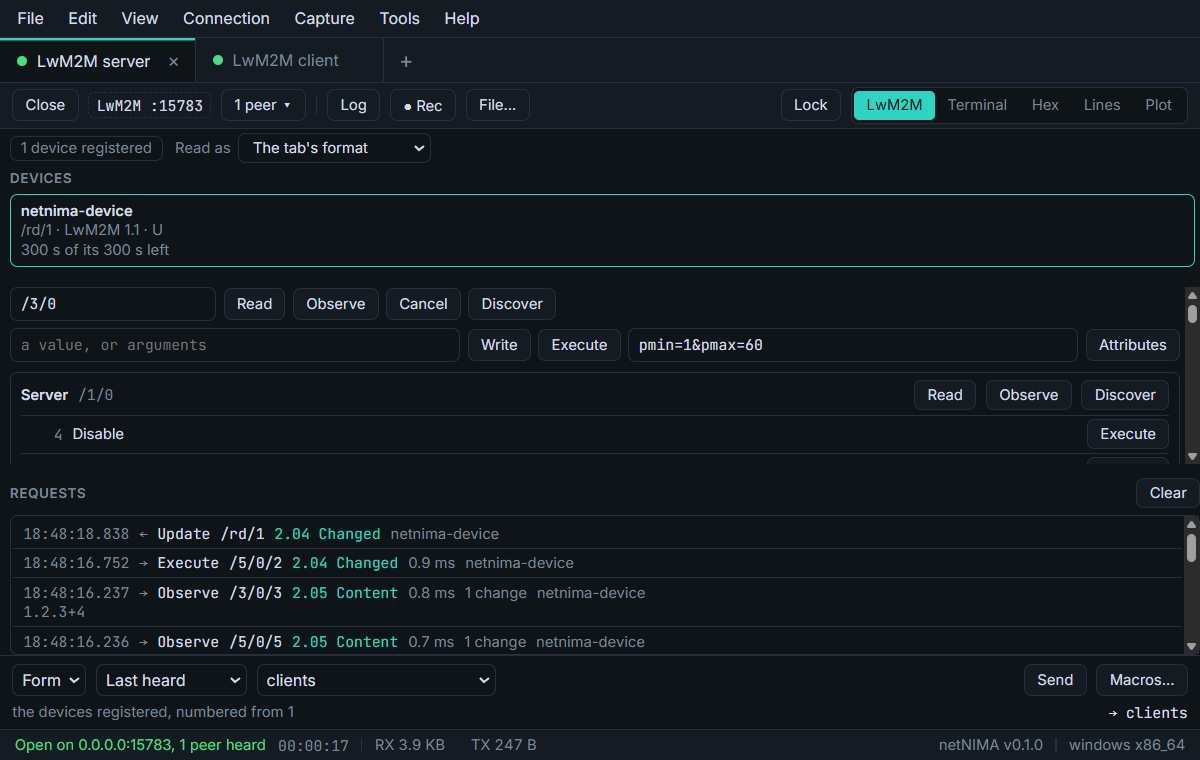 File Edit View Connection Capture Tools Help
LwM2M server × LwM2M client +
Close LwM2M :15783 1 peer ▾ Log ● Rec File... Lock LwM2M Terminal Hex Lines Plot
1 device registered Read as The tab's format
DEVICES
netnima-device
/rd/1 · LwM2M 1.1 · U
300 s of its 300 s left
/3/0 Read Observe Cancel Discover
a value, or arguments Write Execute pmin=1&pmax=60 Attributes
Server /1/0 Read Observe Discover
4 Disable Execute
REQUESTS Clear
18:48:18.838 ← Update /rd/1 2.04 Changed netnima-device
18:48:16.752 → Execute /5/0/2 2.04 Changed 0.9 ms netnima-device
18:48:16.237 → Observe /3/0/3 2.05 Content 0.8 ms 1 change netnima-device
1.2.3+4
18:48:16.236 → Observe /5/0/5 2.05 Content 0.7 ms 1 change netnima-device
Form Last heard clients Send Macros...
the devices registered, numbered from 1 → clients
Open on 0.0.0.0:15783, 1 peer heard 00:00:17 RX 3.9 KB TX 247 B netNIMA v0.1.0 windows x86_64